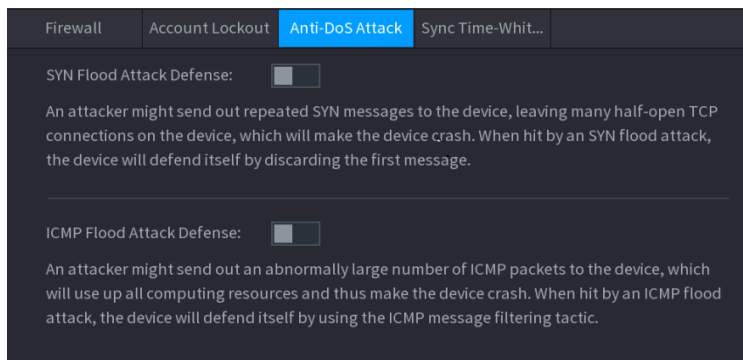 Firewall Account Lockout Anti-DoS Attack Sync Time-Whit...
SYN Flood Attack Defense:
An attacker might send out repeated SYN messages to the device, leaving many half-open TCP
connections on the device, which will make the device crash. When hit by an SYN flood attack,
the device will defend itself by discarding the first message.
ICMP Flood Attack Defense:
An attacker might send out an abnormally large number of ICMP packets to the device, which
will use up all computing resources and thus make the device crash. When hit by an ICMP flood
attack, the device will defend itself by using the ICMP message filtering tactic.